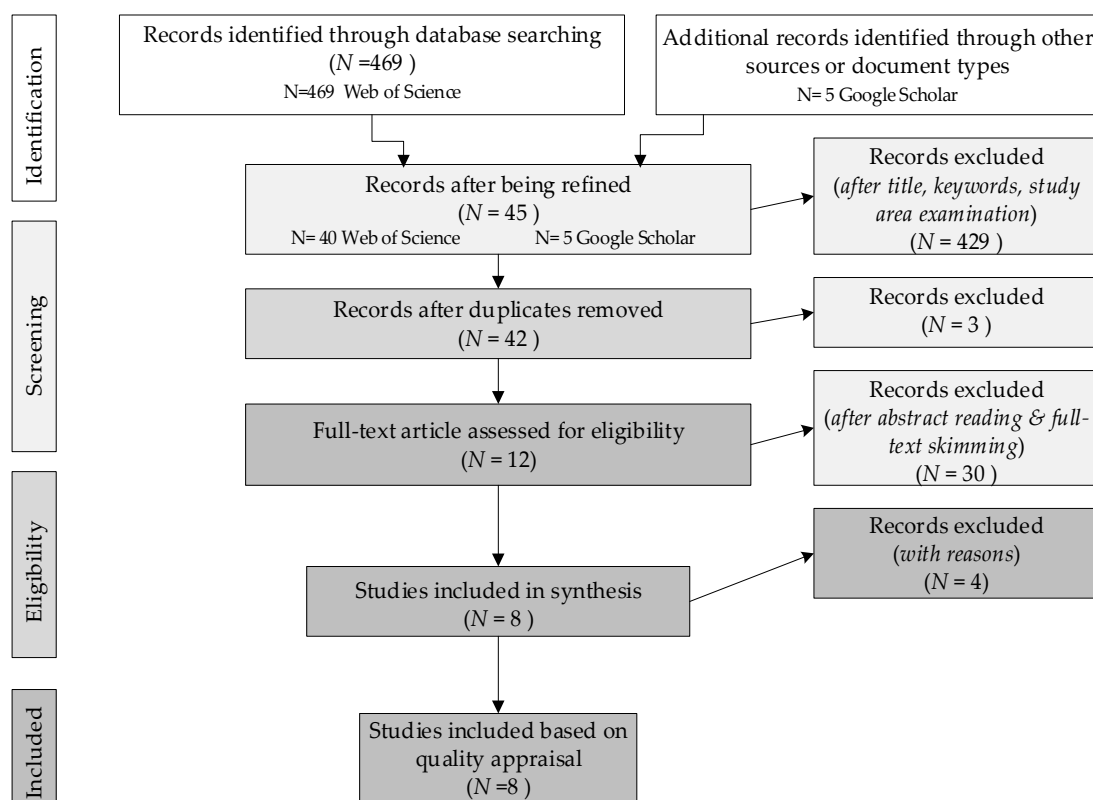 Identification
Records identified through database searching
(N =469 )
N=469 Web of Science
Additional records identified through other
sources or document types
N= 5 Google Scholar
Records after being refined
(N = 45 )
N= 40 Web of Science N= 5 Google Scholar
Records excluded
(after title, keywords, study
area examination)
(N = 429 )
Screening
Records after duplicates removed
(N = 42 )
Records excluded
(N = 3 )
Full-text article assessed for eligibility
(N = 12)
Records excluded
(after abstract reading & full-
text skimming)
(N = 30 )
Eligibility
Studies included in synthesis
(N = 8 )
Records excluded
(with reasons)
(N = 4)
Included
Studies included based on
quality appraisal
(N =8 )